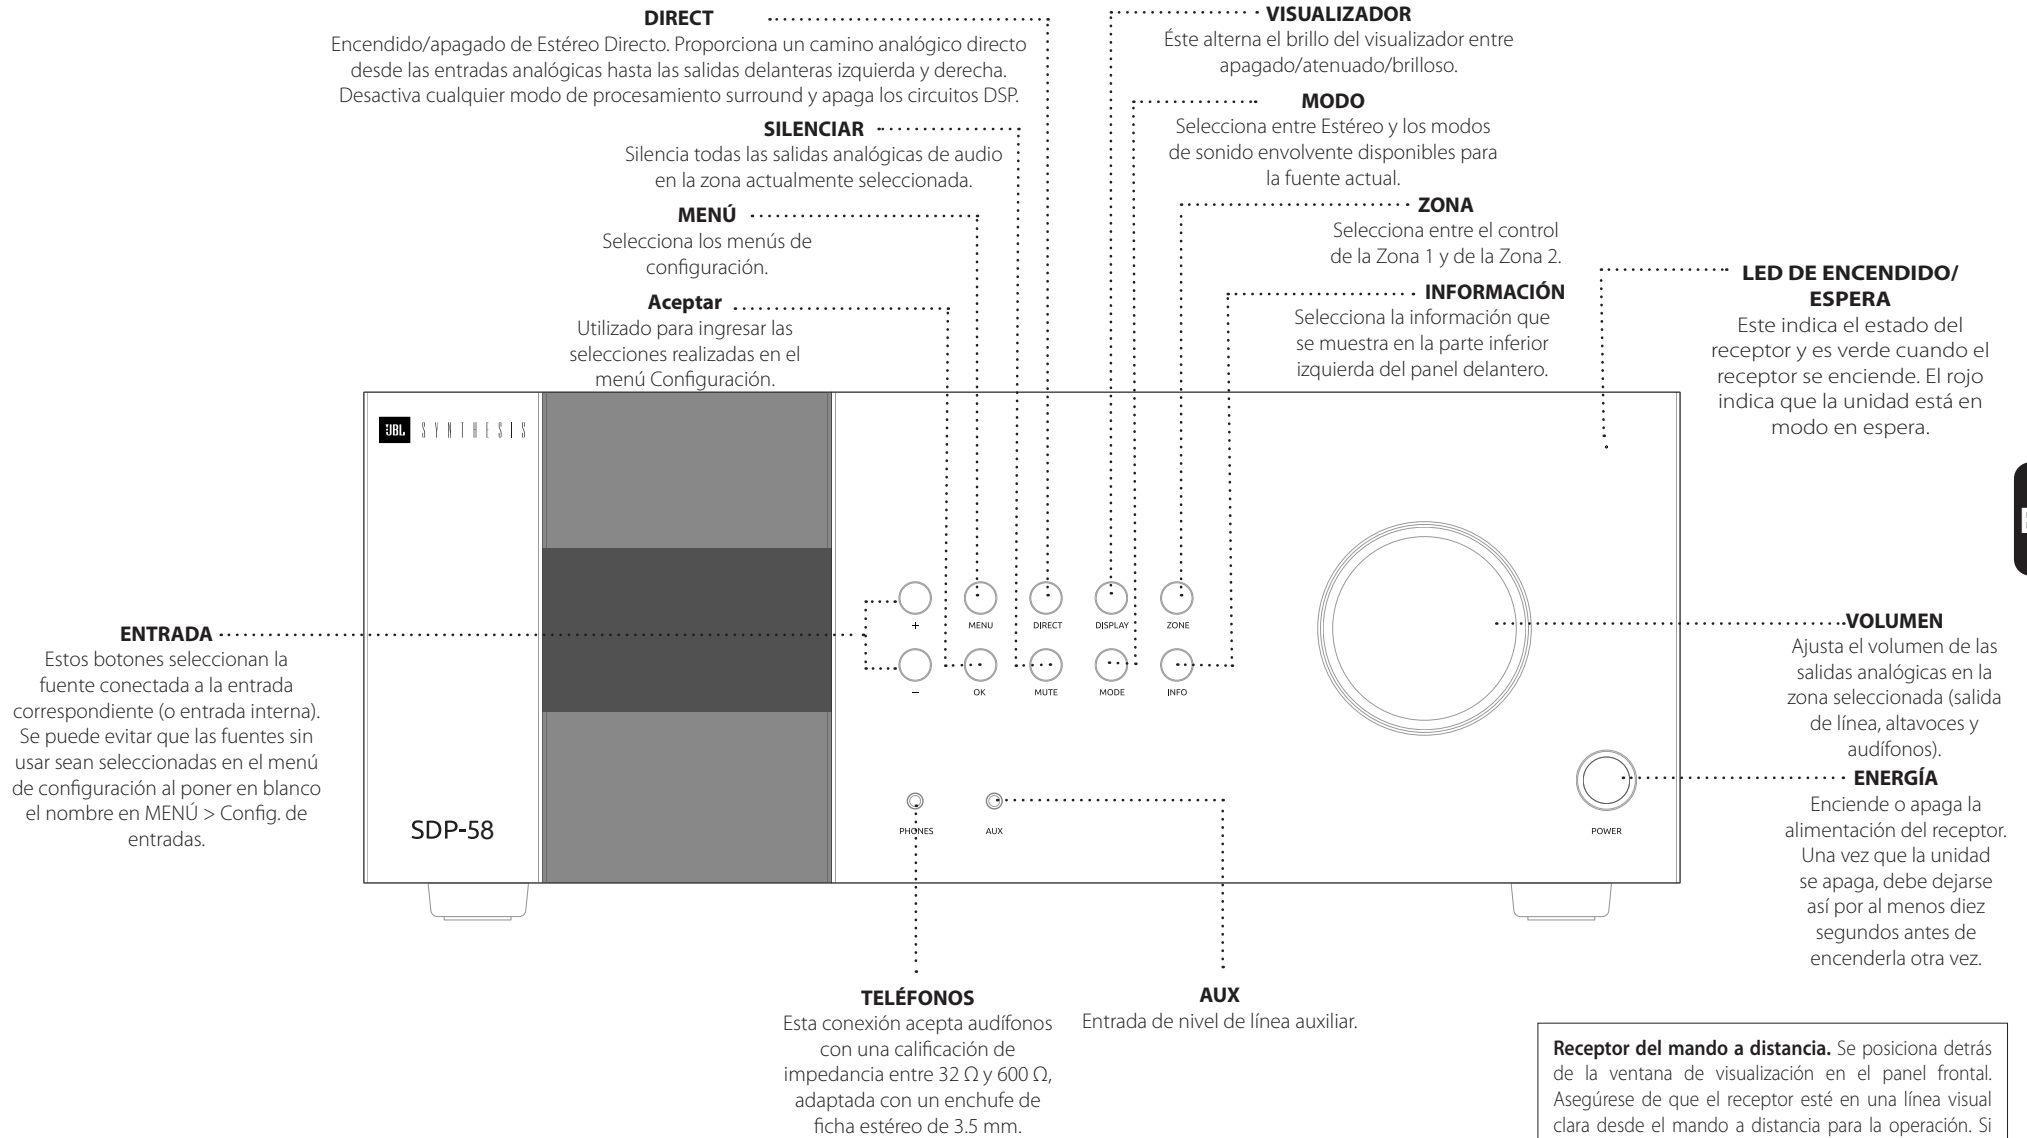 DIRECT
Encendido/apagado de Estéreo Directo. Proporciona un camino analógico directo
desde las entradas analógicas hasta las salidas delanteras izquierda y derecha.
Desactiva cualquier modo de procesamiento surround y apaga los circuitos DSP.
SILENCIAR
Silencia todas las salidas analógicas de audio
en la zona actualmente seleccionada.
MENÚ
Selecciona los menús de
configuración.
Aceptar
Utilizado para ingresar las
selecciones realizadas en el
menú Configuración.
VISUALIZADOR
Éste alterna el brillo del visualizador entre
apagado/atenuado/brilloso.
MODO
Selecciona entre Estéreo y los modos
de sonido envolvente disponibles para
la fuente actual.
ZONA
Selecciona entre el control
de la Zona 1 y de la Zona 2.
INFORMACIÓN
Selecciona la información que
se muestra en la parte inferior
izquierda del panel delantero.
LED DE ENCENDIDO/
ESPERA
Este indica el estado del
receptor y es verde cuando el
receptor se enciende. El rojo
indica que la unidad está en
modo en espera.
JBL SYNTHESIS
+ MENU DIRECT DISPLAY ZONE
– OK MUTE MODE INFO
PHONES AUX
POWER
SDP-58
ENTRADA
Estos botones seleccionan la
fuente conectada a la entrada
correspondiente (o entrada interna).
Se puede evitar que las fuentes sin
usar sean seleccionadas en el menú
de configuración al poner en blanco
el nombre en MENÚ > Config. de
entradas.
VOLUMEN
Ajusta el volumen de las
salidas analógicas en la
zona seleccionada (salida
de línea, altavoces y
audífonos).
ENERGÍA
Enciende o apaga la
alimentación del receptor.
Una vez que la unidad
se apaga, debe dejarse
así por al menos diez
segundos antes de
encenderla otra vez.
TELÉFONOS
Esta conexión acepta audífonos
con una calificación de
impedancia entre 32 Ω y 600 Ω,
adaptada con un enchufe de
ficha estéreo de 3.5 mm.
AUX
Entrada de nivel de línea auxiliar.
Receptor del mando a distancia. Se posiciona detrás
de la ventana de visualización en el panel frontal.
Asegúrese de que el receptor esté en una línea visual
clara desde el mando a distancia para la operación. Si